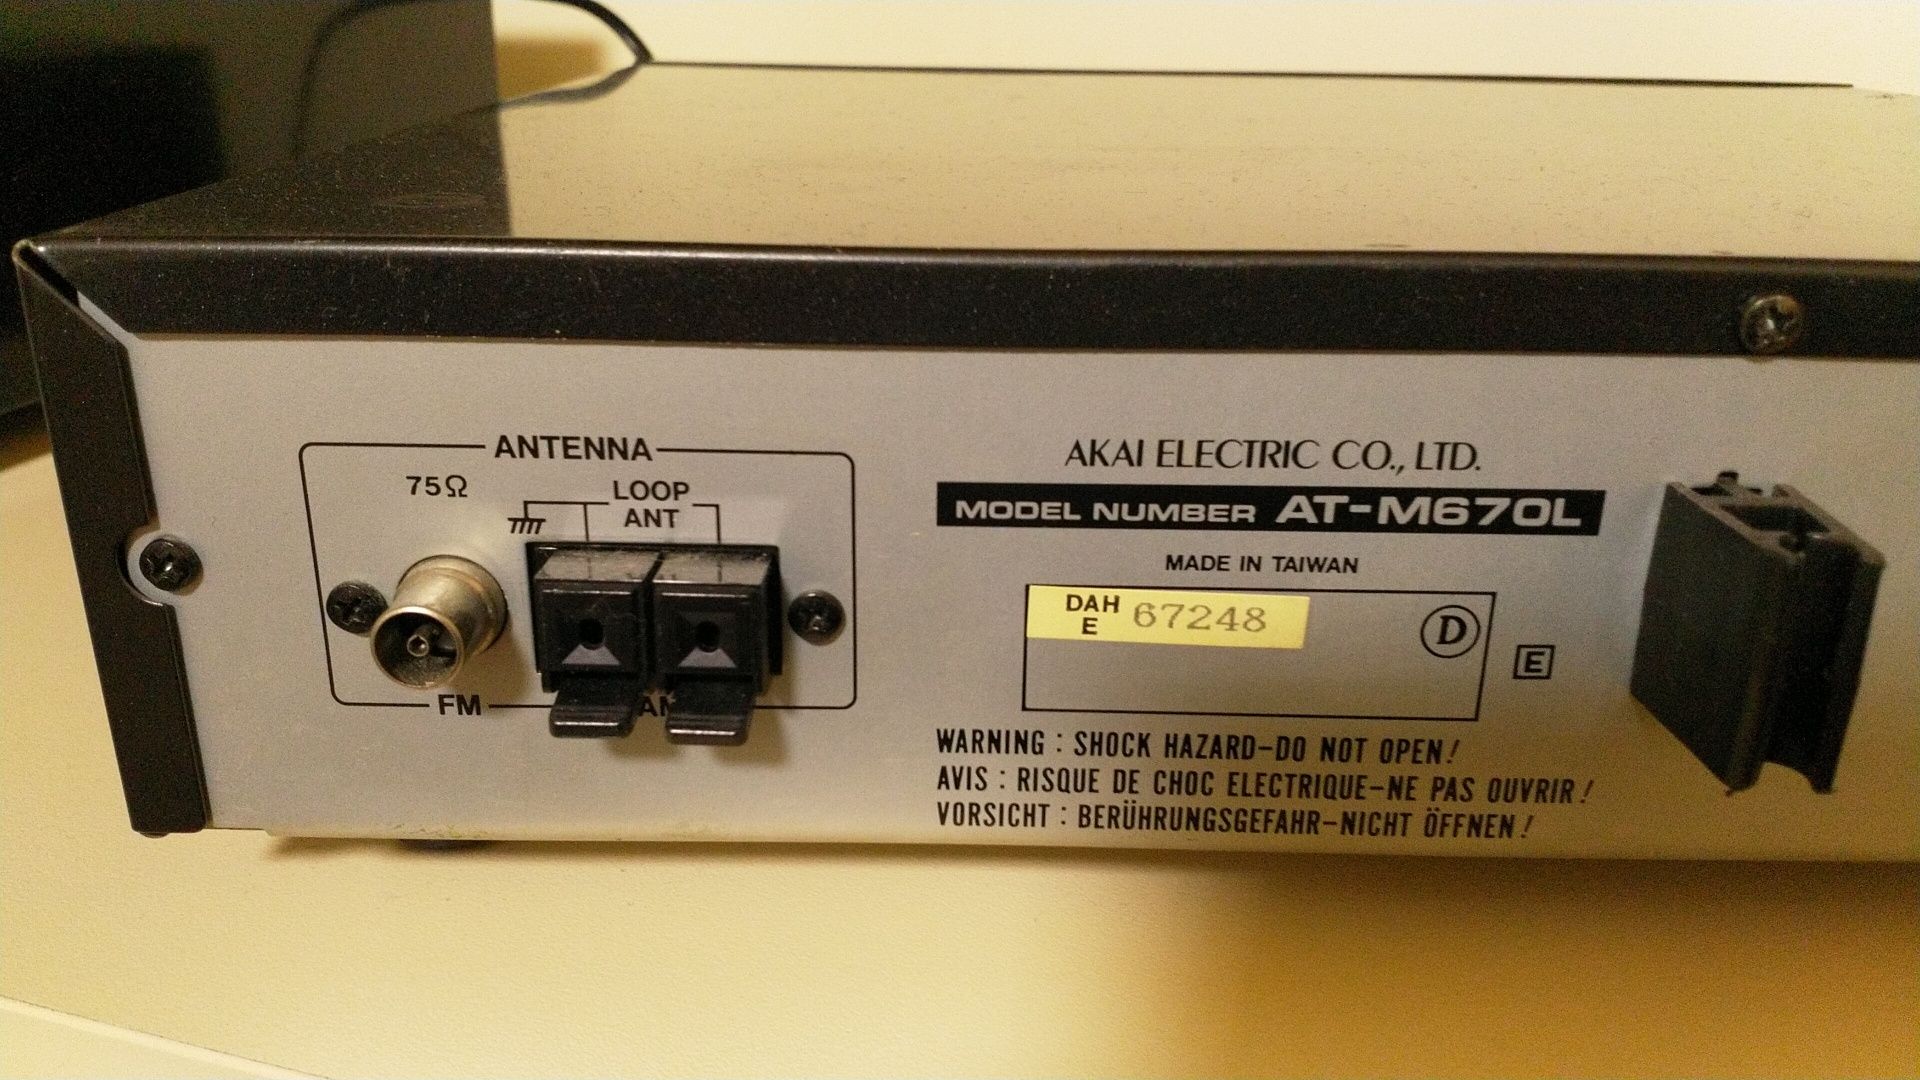 ANTENNA
75Ω
LOOP
ANT
FM
AM
AKAI ELECTRIC CO., LTD.
MODEL NUMBER AT-M670L
MADE IN TAIWAN
DAH
E
67248
D
E
WARNING : SHOCK HAZARD-DO NOT OPEN!
AVIS : RISQUE DE CHOC ELECTRIQUE-NE PAS OUVRIR!
VORSICHT : BERÜHRUNGSGEFAHR-NICHT ÖFFNEN!